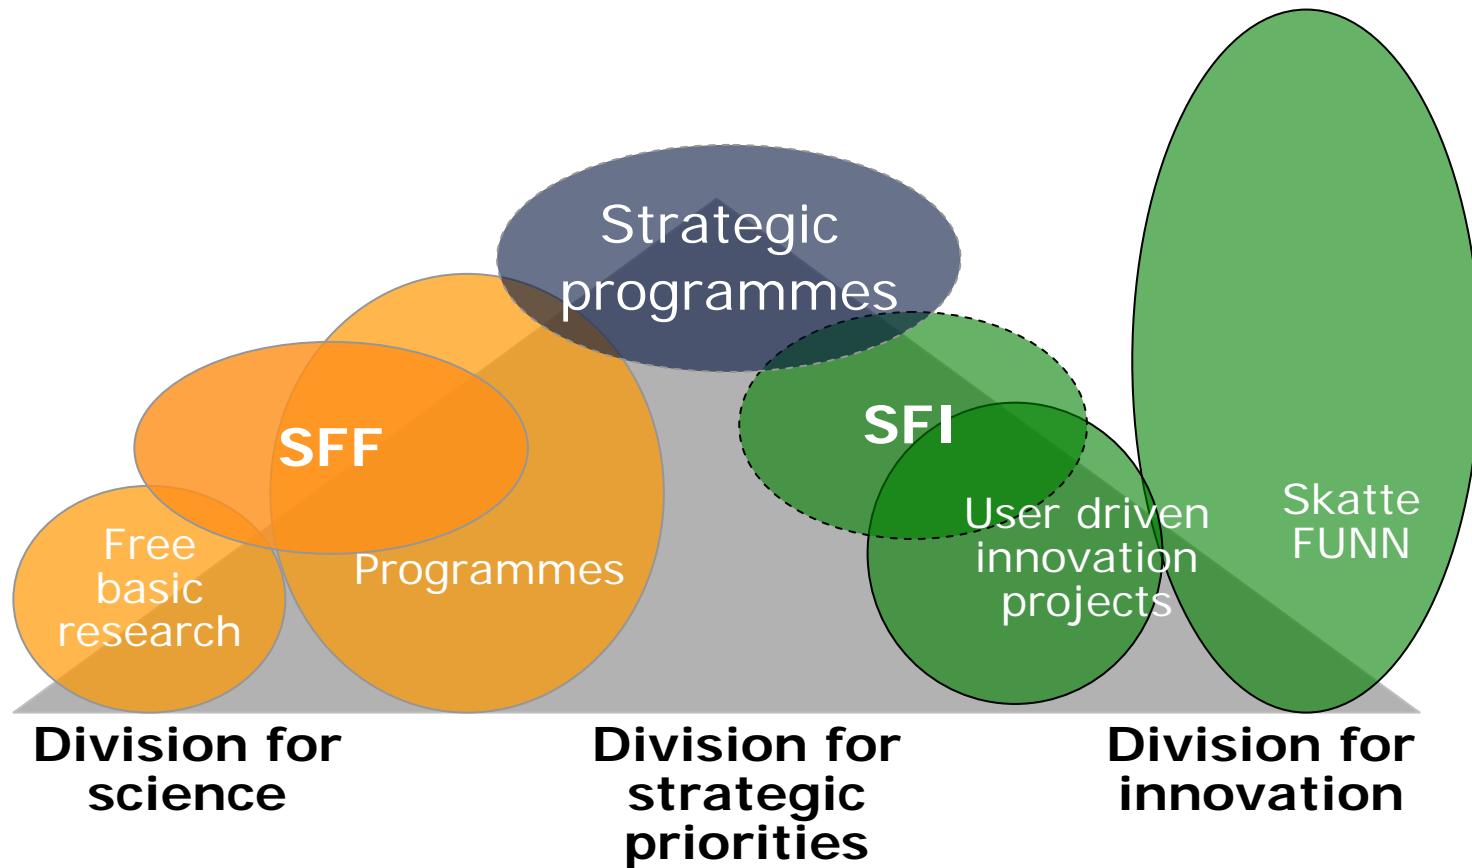 Strategic
programmes
SFF
SFI
Free
basic
research
Programmes
User driven
innovation
projects
Skatte
FUNN
Division for
science
Division for
strategic
priorities
Division for
innovation